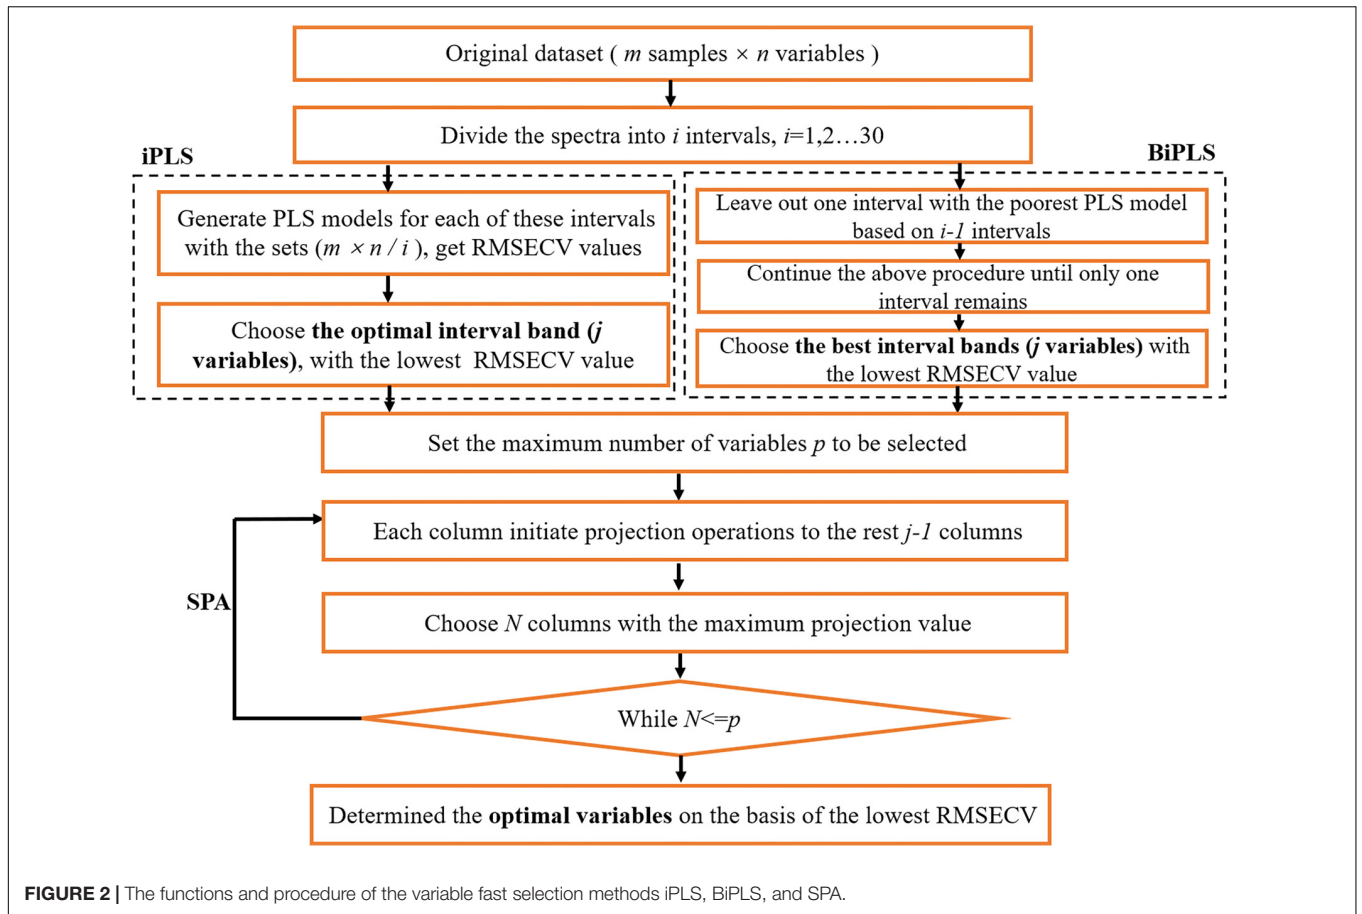 Original dataset ( m samples × n variables )
Divide the spectra into i intervals, i=1,2…30
iPLS
Generate PLS models for each of these intervals
with the sets (m × n / i ), get RMSECV values
Choose the optimal interval band (j
variables), with the lowest RMSECV value
BiPLS
Leave out one interval with the poorest PLS model
based on i-1 intervals
Continue the above procedure until only one
interval remains
Choose the best interval bands (j variables) with
the lowest RMSECV value
Set the maximum number of variables p to be selected
Each column initiate projection operations to the rest j-1 columns
SPA
Choose N columns with the maximum projection value
While N<=p
Determined the optimal variables on the basis of the lowest RMSECV
FIGURE 2 | The functions and procedure of the variable fast selection methods iPLS, BiPLS, and SPA.